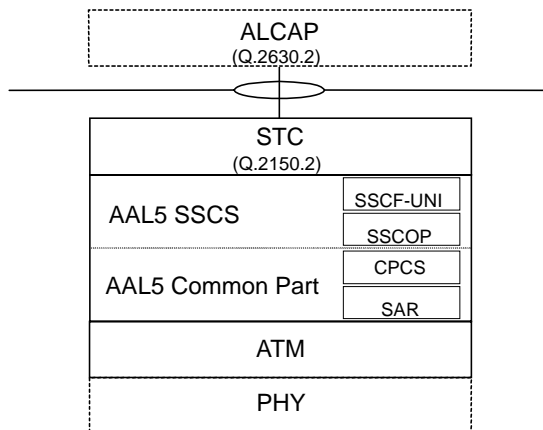 ALCAP
(Q.2630.2)
STC
(Q.2150.2)
AAL5 SSCS
SSCF-UNI
SSCOP
AAL5 Common Part
CPCS
SAR
ATM
PHY